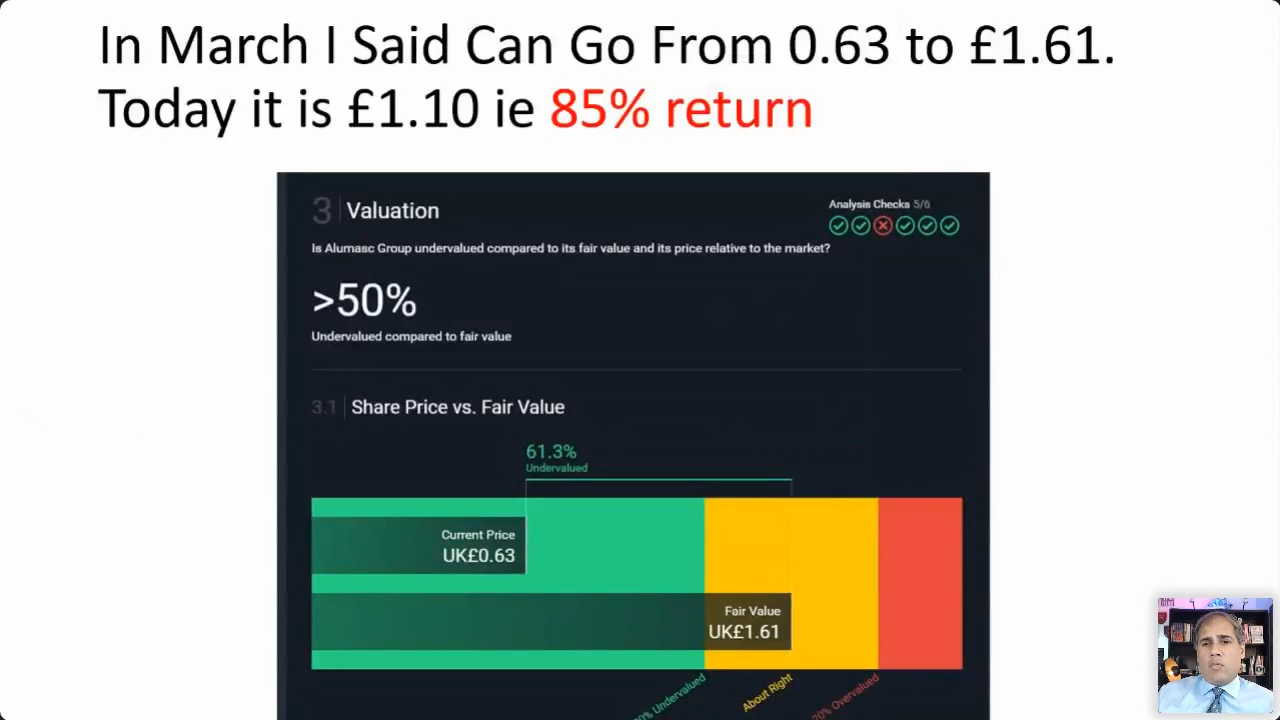 In March I Said Can Go From 0.63 to £1.61.
Today it is £1.10 ie 85% return
3 Valuation
Analysis Checks 5/6
Is Alumasc Group undervalued compared to its fair value and its price relative to the market?
>50%
Undervalued compared to fair value
3.1 Share Price vs. Fair Value
61.3%
Undervalued
Current Price
UK£0.63
Fair Value
UK£1.61
Undervalued
About Right
20% Overvalued